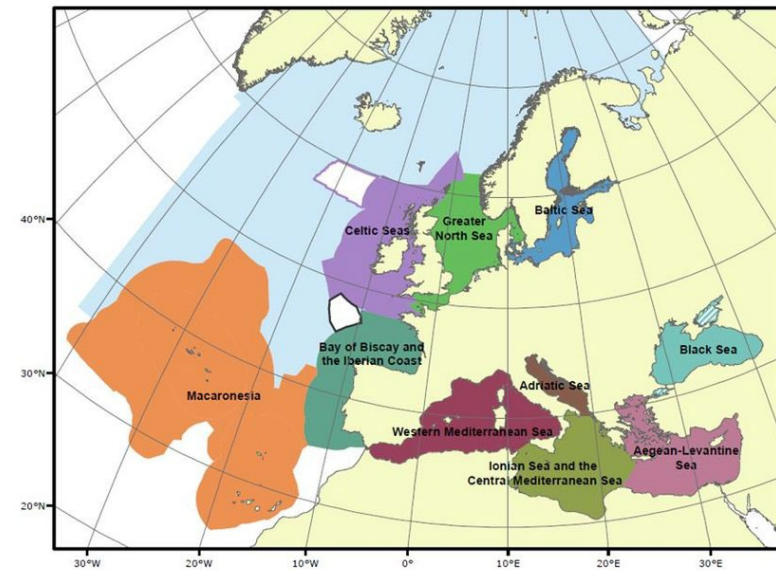 Celtic Seas
Greater
North Sea
Baltic Sea
40°N
Bay of Biscay and
the Iberian Coast
Black Sea
30°N
Macaronesia
Adriatic Sea
Western Mediterranean Sea
Aegean-Levantine
Sea
Ionian Sea and the
Central Mediterranean Sea
20°N
30°W
20°W
10°W
0°
10°E
20°E
30°E